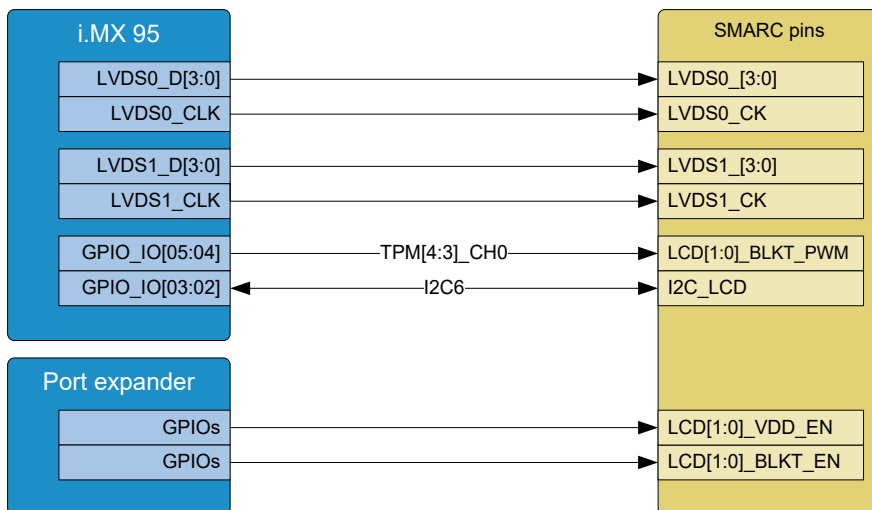 i.MX 95
SMARC pins
LVDS0_D[3:0]
LVDS0_[3:0]
LVDS0_CLK
LVDS0_CK
LVDS1_D[3:0]
LVDS1_[3:0]
LVDS1_CLK
LVDS1_CK
GPIO_IO[05:04]
TPM[4:3]_CH0
LCD[1:0]_BLKT_PWM
GPIO_IO[03:02]
I2C6
I2C_LCD
Port expander
GPIOs
LCD[1:0]_VDD_EN
GPIOs
LCD[1:0]_BLKT_EN